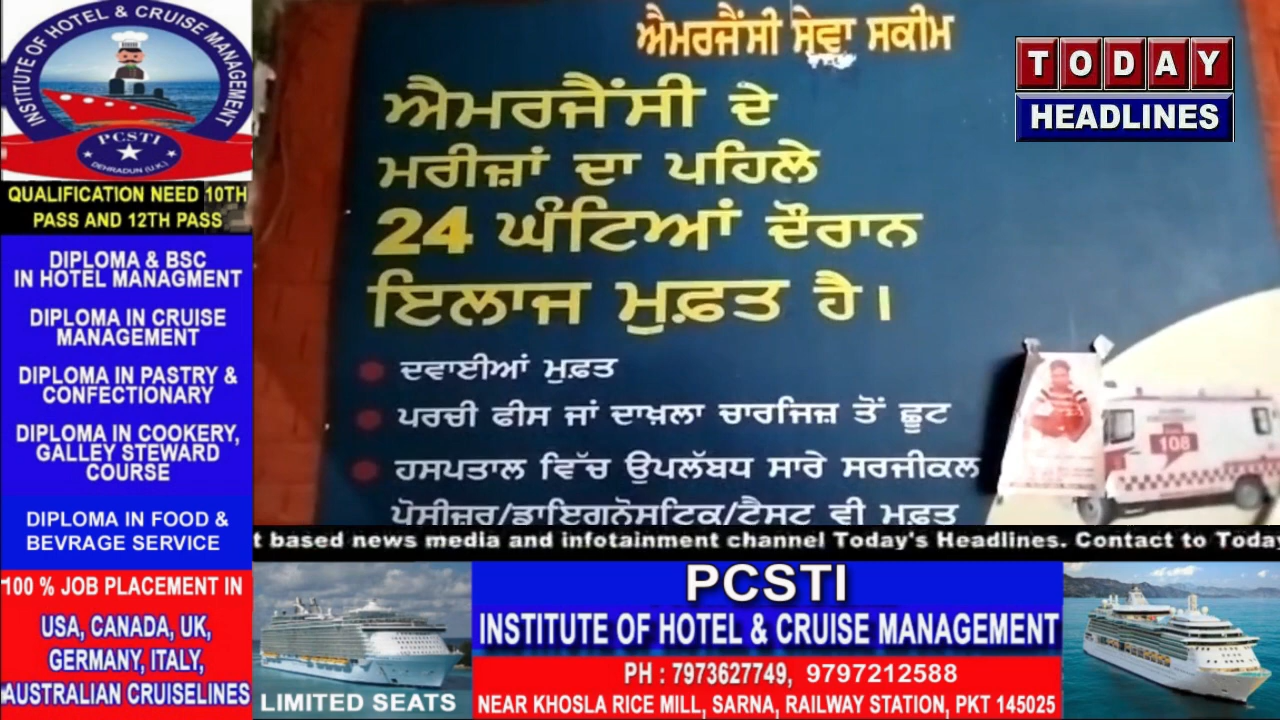 INSTITUTE OF HOTEL & CRUISE MANAGEMENT
PCSTI
DEHRADUN (U.K.)
QUALIFICATION NEED 10TH
PASS AND 12TH PASS
DIPLOMA & BSC
IN HOTEL MANAGMENT
DIPLOMA IN CRUISE
MANAGEMENT
DIPLOMA IN PASTRY &
CONFECTIONARY
DIPLOMA IN COOKERY,
GALLEY STEWARD
COURSE
DIPLOMA IN FOOD &
BEVRAGE SERVICE
100 % JOB PLACEMENT IN
USA, CANADA, UK,
GERMANY, ITALY,
AUSTRALIAN CRUISELINES
ਐਮਰਜੈਂਸੀ ਸੇਵਾ ਸਕੀਮ
ਐਮਰਜੈਂਸੀ ਦੇ
ਮਰੀਜ਼ਾਂ ਦਾ ਪਹਿਲੇ
24 ਘੰਟਿਆਂ ਦੌਰਾਨ
ਇਲਾਜ ਮੁਫ਼ਤ ਹੈ।
ਦਵਾਈਆਂ ਮੁਫ਼ਤ
ਪਰਚੀ ਫੀਸ ਜਾਂ ਦਾਖ਼ਲਾ ਚਾਰਜਿਜ਼ ਤੋਂ ਛੂਟ
ਹਸਪਤਾਲ ਵਿੱਚ ਉਪਲੱਬਧ ਸਾਰੇ ਸਰਜੀਕਲ
ਪ੍ਰੋਸੀਜ਼ਰ/ਡਾਇਗਨੋਸਟਿਕ/ਟੈਸਟ ਵੀ ਮੁਫ਼ਤ
108
TODAY
HEADLINES
t based news media and infotainment channel Today's Headlines. Contact to Today
LIMITED SEATS
PCSTI
INSTITUTE OF HOTEL & CRUISE MANAGEMENT
PH : 7973627749, 9797212588
NEAR KHOSLA RICE MILL, SARNA, RAILWAY STATION, PKT 145025